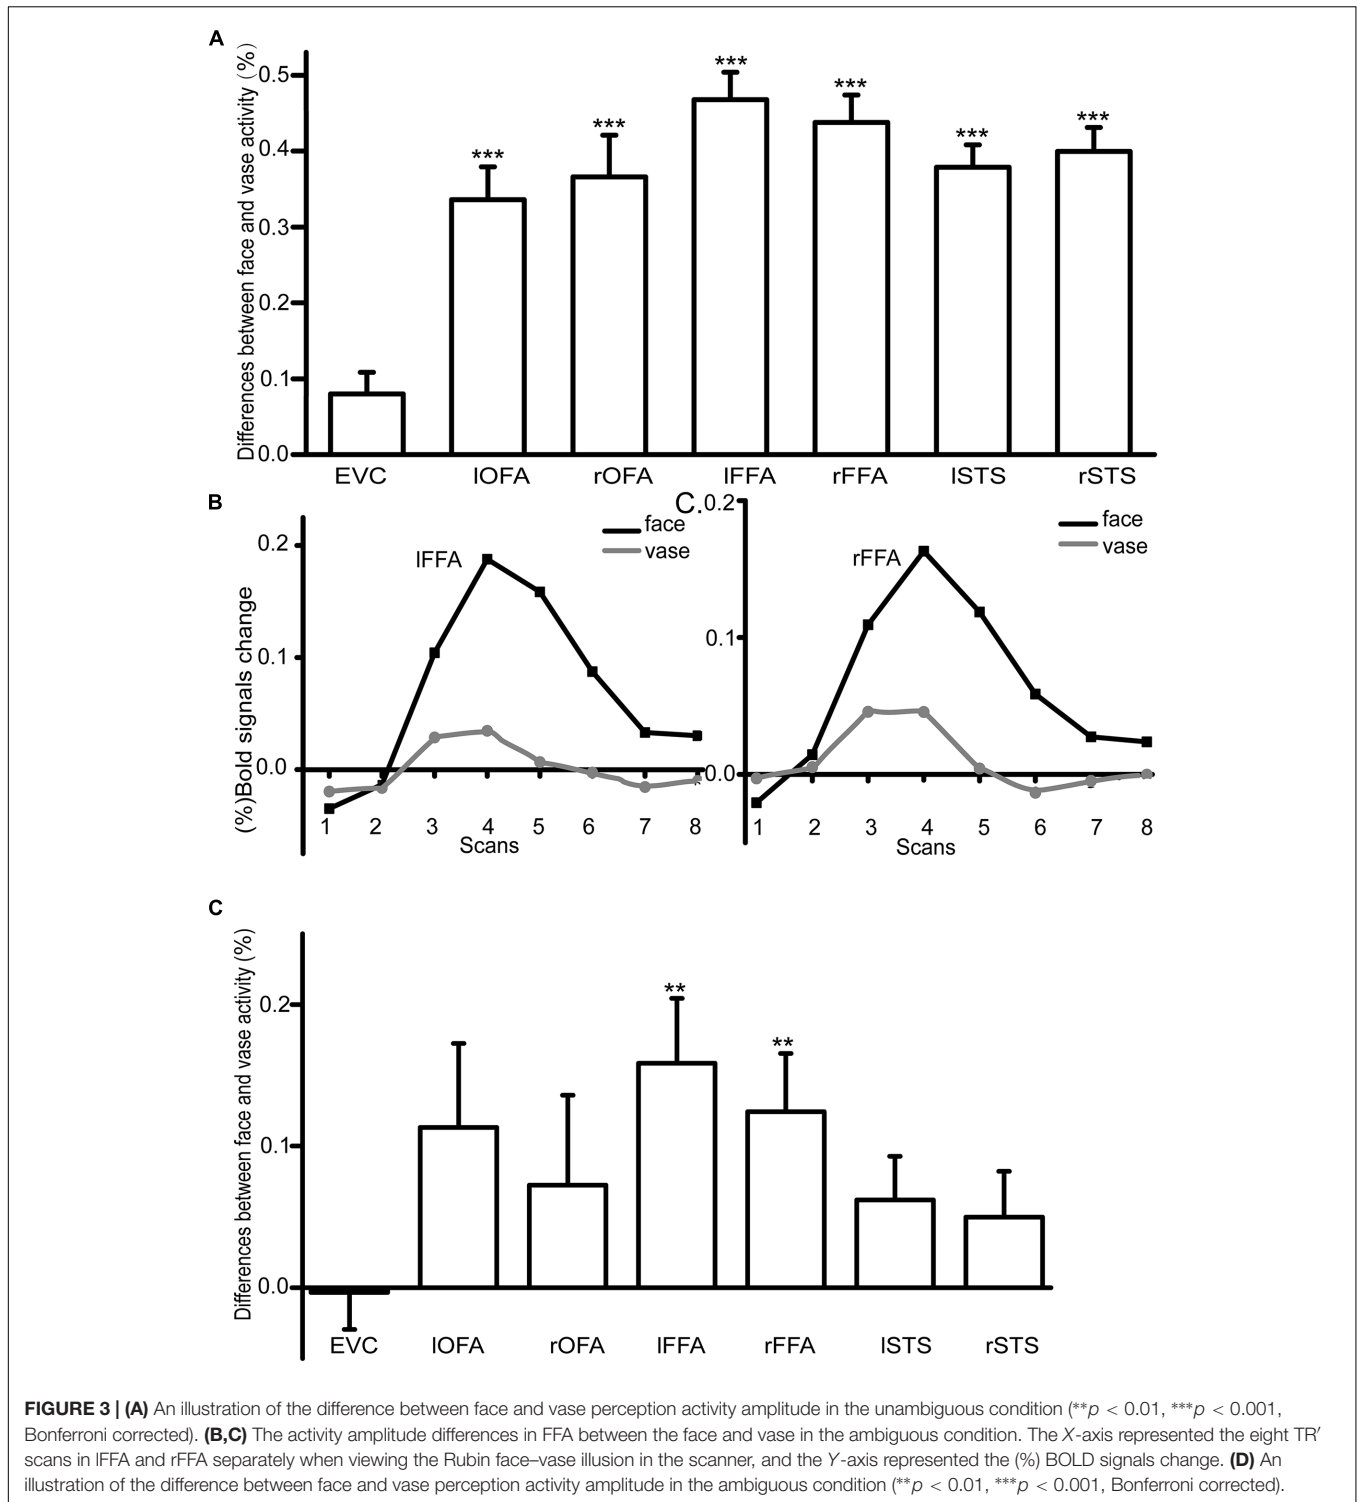 A
Differences between face and vase activity (%)
0.5
0.4
0.3
0.2
0.1
0.0
***
***
***
***
***
***
EVC lOFA rOFA lFFA rFFA lSTS rSTS
B
(%)Bold signals change
0.2
0.1
0.0
lFFA
face
vase
1 2 3 4 5 6 7 8
Scans
C.
0.2
0.1
0.0
rFFA
face
vase
1 2 3 4 5 6 7 8
Scans
C
Differences between face and vase activity (%)
0.2
0.1
0.0
**
**
EVC lOFA rOFA lFFA rFFA lSTS rSTS
FIGURE 3 | (A) An illustration of the difference between face and vase perception activity amplitude in the unambiguous condition (**p < 0.01, ***p < 0.001,
Bonferroni corrected). (B,C) The activity amplitude differences in FFA between the face and vase in the ambiguous condition. The X-axis represented the eight TR′
scans in lFFA and rFFA separately when viewing the Rubin face–vase illusion in the scanner, and the Y-axis represented the (%) BOLD signals change. (D) An
illustration of the difference between face and vase perception activity amplitude in the ambiguous condition (**p < 0.01, ***p < 0.001, Bonferroni corrected).